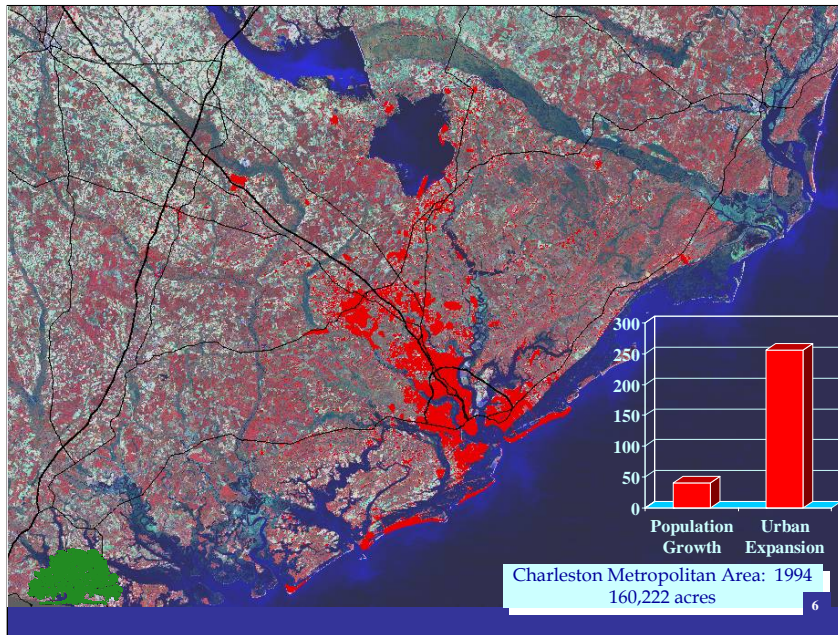 300
250
200
150
100
50
0
Population Growth
Urban Expansion
Charleston Metropolitan Area: 1994
160,222 acres
6